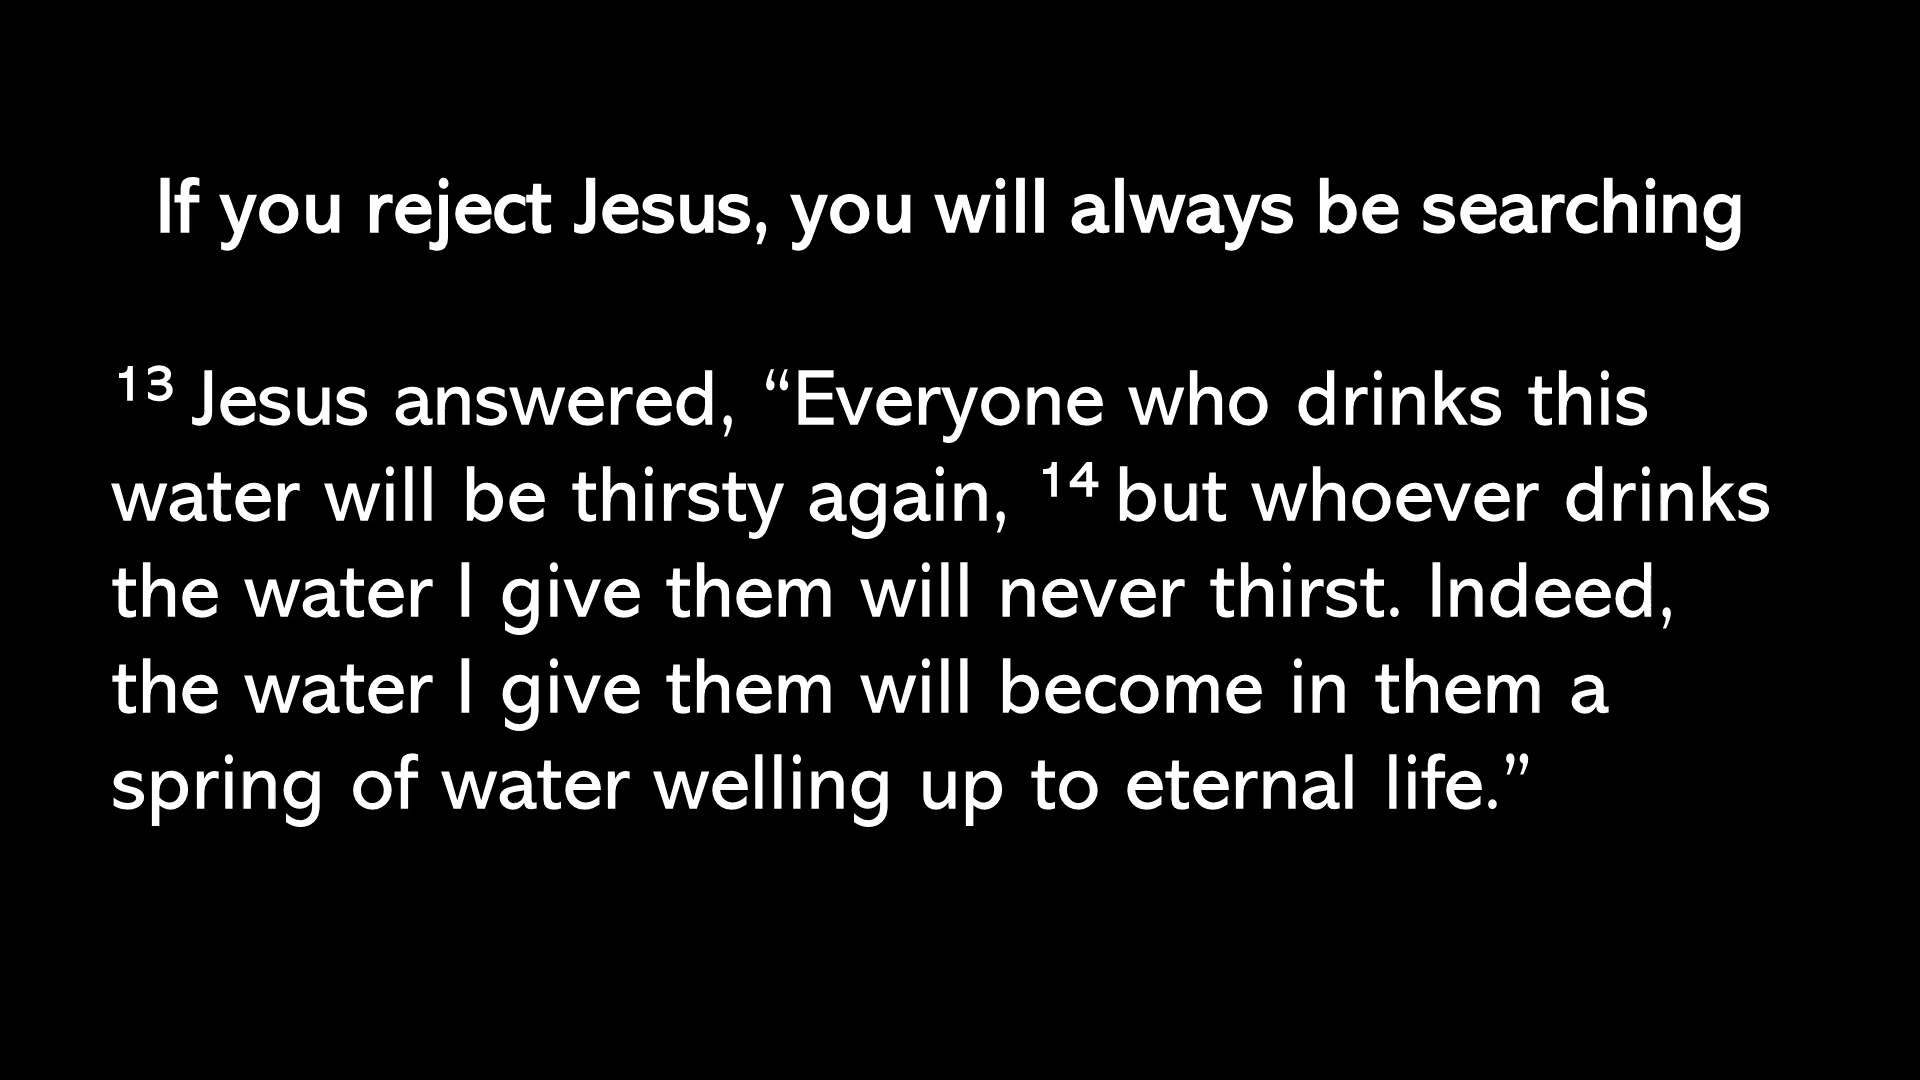 If you reject Jesus, you will always be searching
¹³ Jesus answered, “Everyone who drinks this
water will be thirsty again, ¹⁴ but whoever drinks
the water I give them will never thirst. Indeed,
the water I give them will become in them a
spring of water welling up to eternal life.”